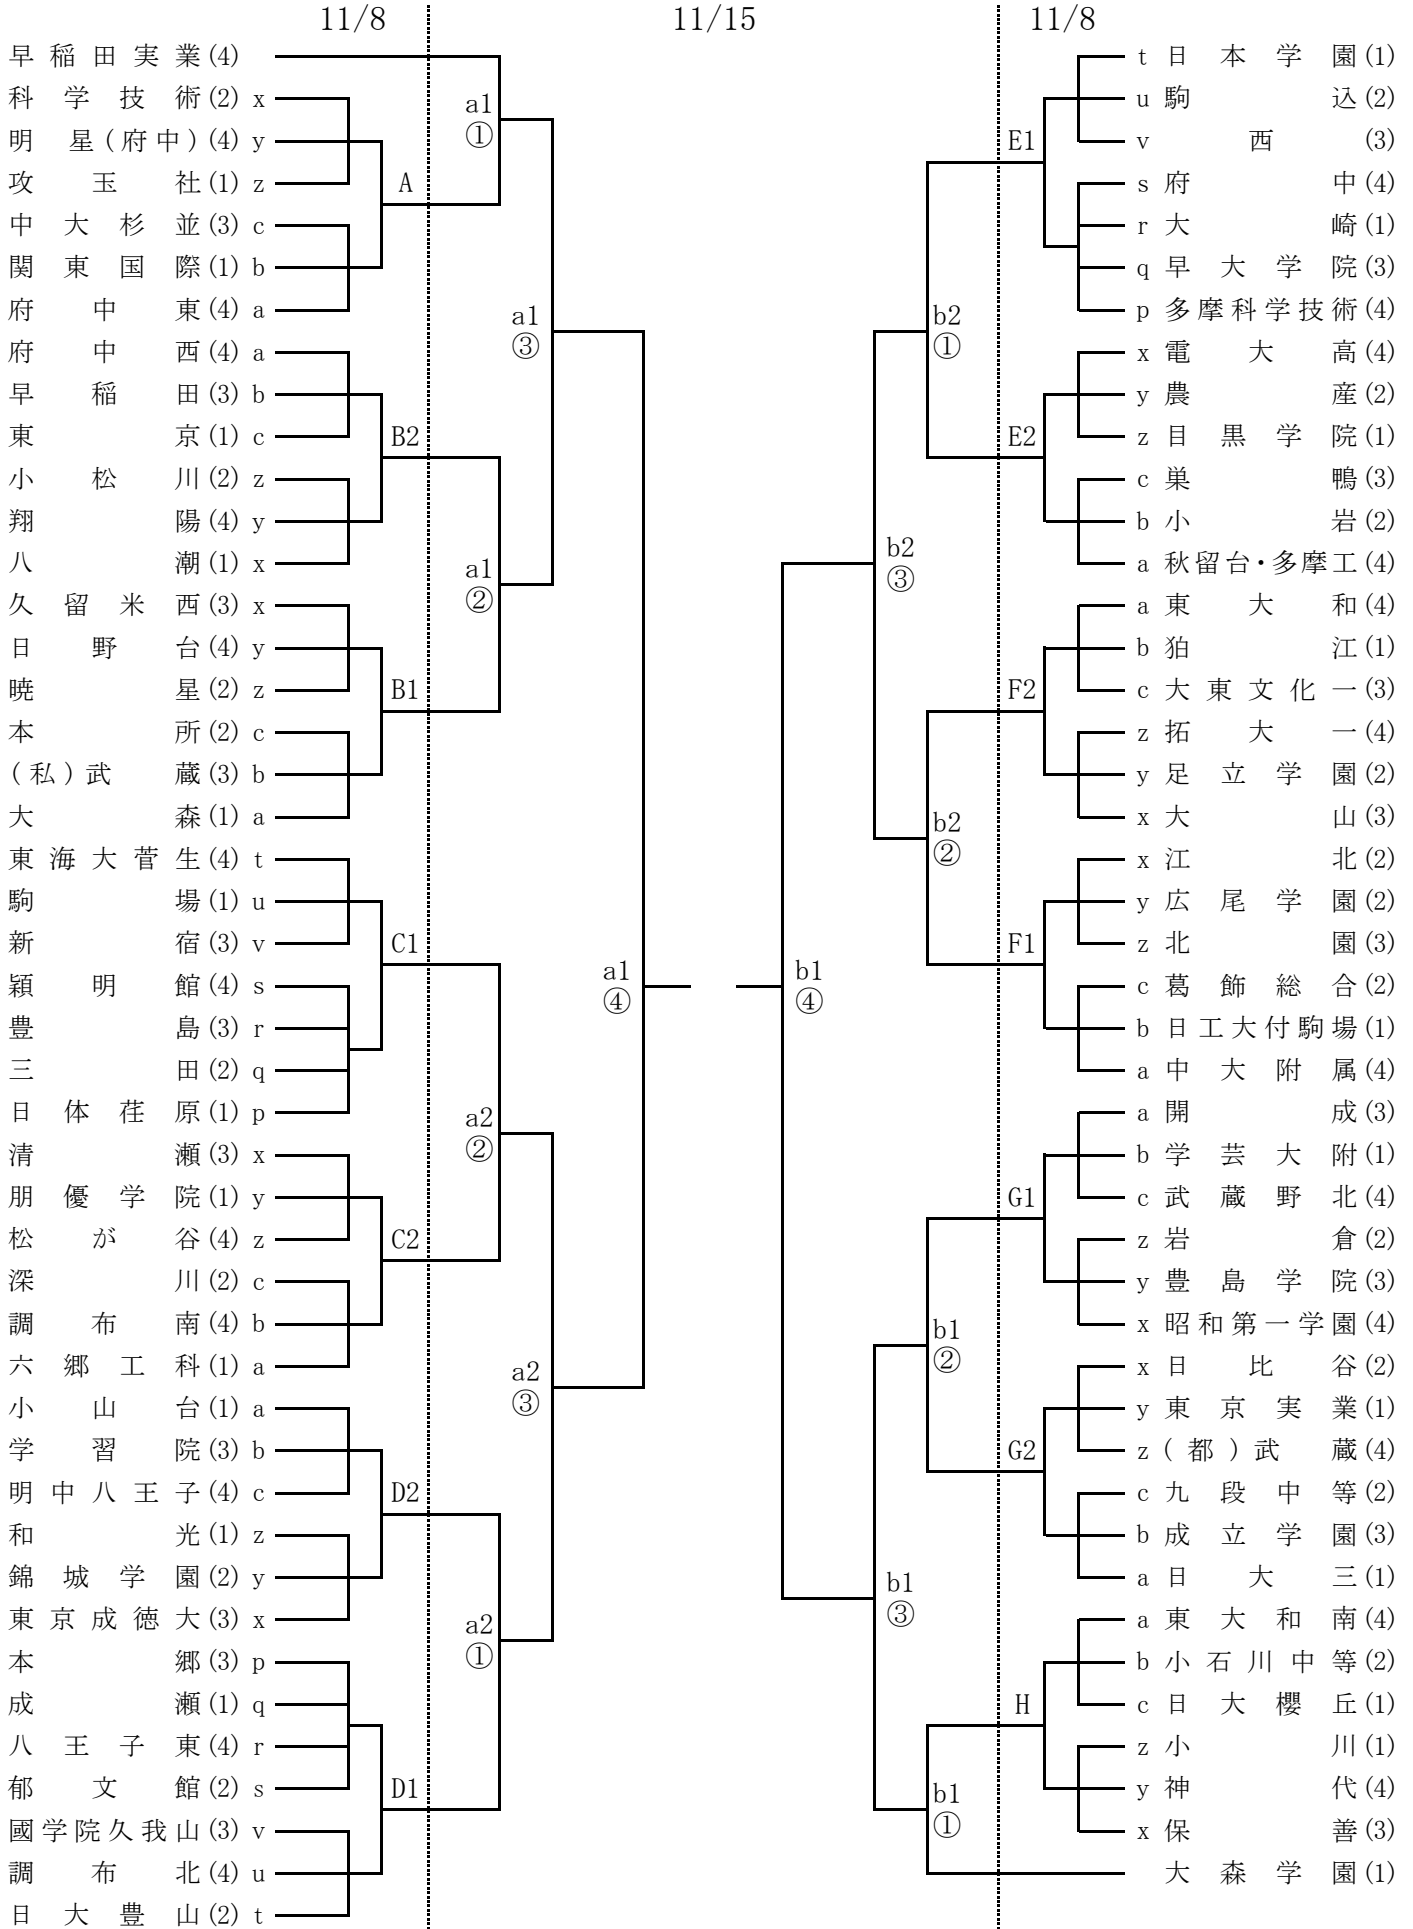 11/8 11/15 11/8
早稲田実業(4)
科学技術(2) x
明星(府中)(4) y
攻玉社(1) z
中大杉並(3) c
関東国際(1) b
府中東(4) a
府中西(4) a
早稲田(3) b
東京(1) c
小松川(2) z
翔陽(4) y
八潮(1) x
久留米西(3) x
日野台(4) y
暁星(2) z
本所(2) c
(私)武蔵(3) b
大森(1) a
東海大菅生(4) t
駒場(1) u
新宿(3) v
穎明館(4) s
豊島(3) r
三田(2) q
日体荏原(1) p
清瀬(3) x
朋優学院(1) y
松が谷(4) z
深川(2) c
調布南(4) b
六郷工科(1) a
小山台(1) a
学習院(3) b
明中八王子(4) c
和光(1) z
錦城学園(2) y
東京成徳大(3) x
本郷(3) p
成瀬(1) q
八王子東(4) r
郁文館(2) s
國学院久我山(3) v
調布北(4) u
日大豊山(2) t
A
B2
B1
C1
C2
D2
D1
a1
①
a1
②
a2
②
a2
①
a1
③
a2
③
a1
④
b1
④
b2
③
b1
③
b2
①
b2
②
b1
②
b1
①
E1
E2
F2
F1
G1
G2
H
t 日本学園(1)
u 駒込(2)
v 西(3)
s 府中(4)
r 大崎(1)
q 早大学院(3)
p 多摩科学技術(4)
x 電大高(4)
y 農産(2)
z 目黒学院(1)
c 巣鴨(3)
b 小岩(2)
a 秋留台・多摩工(4)
a 東大和(4)
b 狛江(1)
c 大東文化一(3)
z 拓大一(4)
y 足立学園(2)
x 大山(3)
x 江北(2)
y 広尾学園(2)
z 北園(3)
c 葛飾総合(2)
b 日工大付駒場(1)
a 中大附属(4)
a 開成(3)
b 学芸大附(1)
c 武蔵野北(4)
z 岩倉(2)
y 豊島学院(3)
x 昭和第一学園(4)
x 日比谷(2)
y 東京実業(1)
z (都)武蔵(4)
c 九段中等(2)
b 成立学園(3)
a 日大三(1)
a 東大和南(4)
b 小石川中等(2)
c 日大櫻丘(1)
z 小川(1)
y 神代(4)
x 保善(3)
大森学園(1)